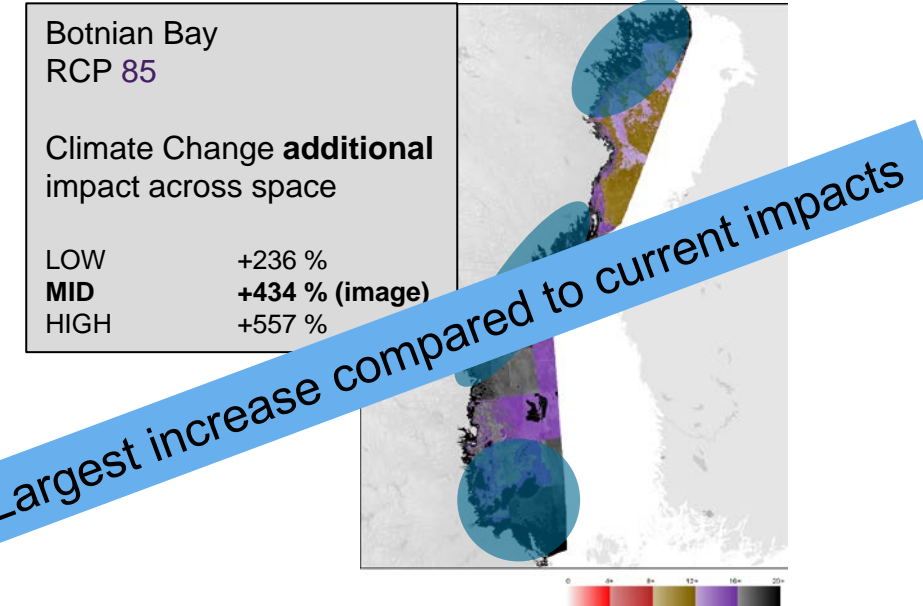 Botnian Bay
RCP 85
Climate Change additional
impact across space
LOW +236 %
MID +434 % (image)
HIGH +557 %
Largest increase compared to current impacts
0 4+ 8+ 12+ 16+ 20+